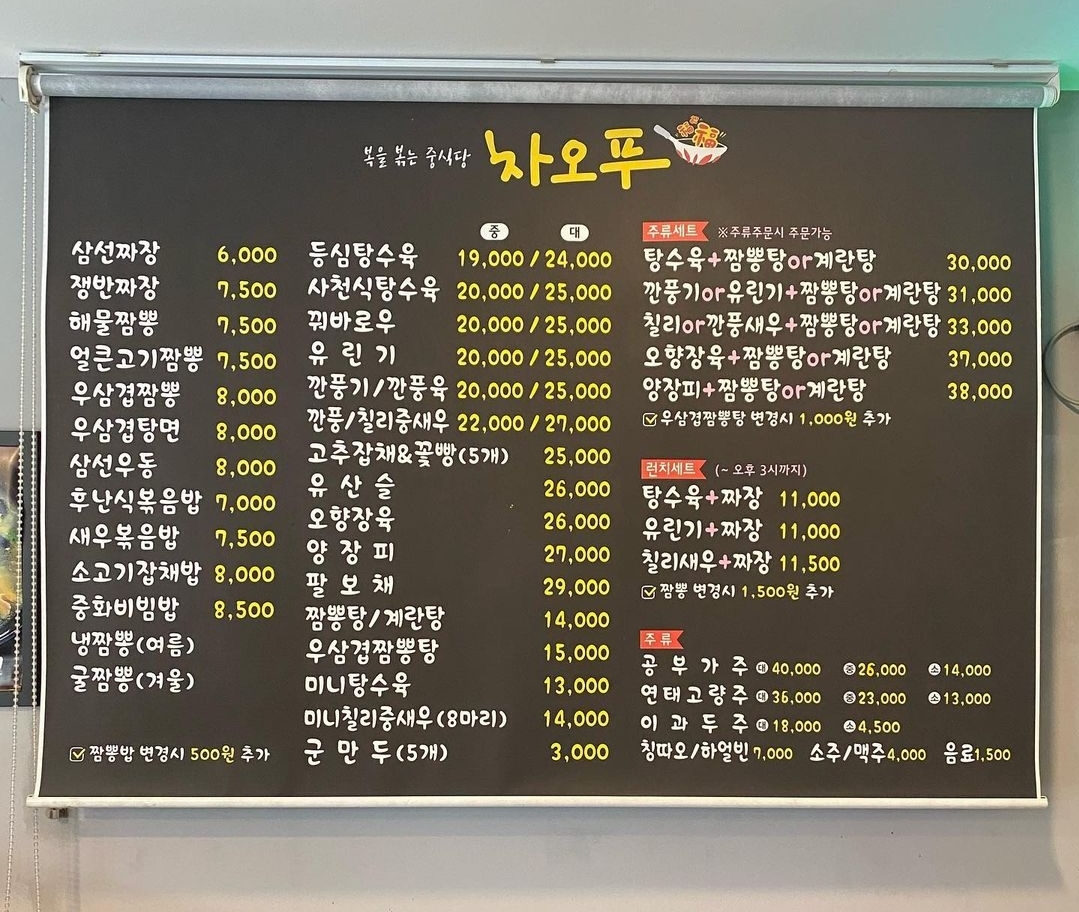 복을 볶는 중식당 차오푸 福
삼선짜장 6,000
쟁반짜장 7,500
해물짬뽕 7,500
얼큰고기짬뽕 7,500
우삼겹짬뽕 8,000
우삼겹탕면 8,000
삼선우동 8,000
후난식볶음밥 7,000
새우볶음밥 7,500
소고기잡채밥 8,000
중화비빔밥 8,500
냉짬뽕(여름)
굴짬뽕(겨울)
짬뽕밥 변경시 500원 추가
중 대
등심탕수육 19,000 / 24,000
사천식탕수육 20,000 / 25,000
꿔바로우 20,000 / 25,000
유린기 20,000 / 25,000
깐풍기/깐풍육 20,000 / 25,000
깐풍/칠리중새우 22,000 / 27,000
고추잡채&꽃빵(5개) 25,000
유산슬 26,000
오향장육 26,000
양장피 27,000
팔보채 29,000
짬뽕탕/계란탕 14,000
우삼겹짬뽕탕 15,000
미니탕수육 13,000
미니칠리중새우(8마리) 14,000
군만두(5개) 3,000
주류세트 ※주류주문시 주문가능
탕수육+짬뽕탕or계란탕 30,000
깐풍기or유린기+짬뽕탕or계란탕 31,000
칠리or깐풍새우+짬뽕탕or계란탕 33,000
오향장육+짬뽕탕or계란탕 37,000
양장피+짬뽕탕or계란탕 38,000
우삼겹짬뽕탕 변경시 1,000원 추가
런치세트 (~ 오후 3시까지)
탕수육+짜장 11,000
유린기+짜장 11,000
칠리새우+짜장 11,500
짬뽕 변경시 1,500원 추가
주류
공부가주 대 40,000 중 26,000 소 14,000
연태고량주 대 36,000 중 23,000 소 13,000
이과두주 대 18,000 소 4,500
칭따오/하얼빈 7,000 소주/맥주 4,000 음료 1,500